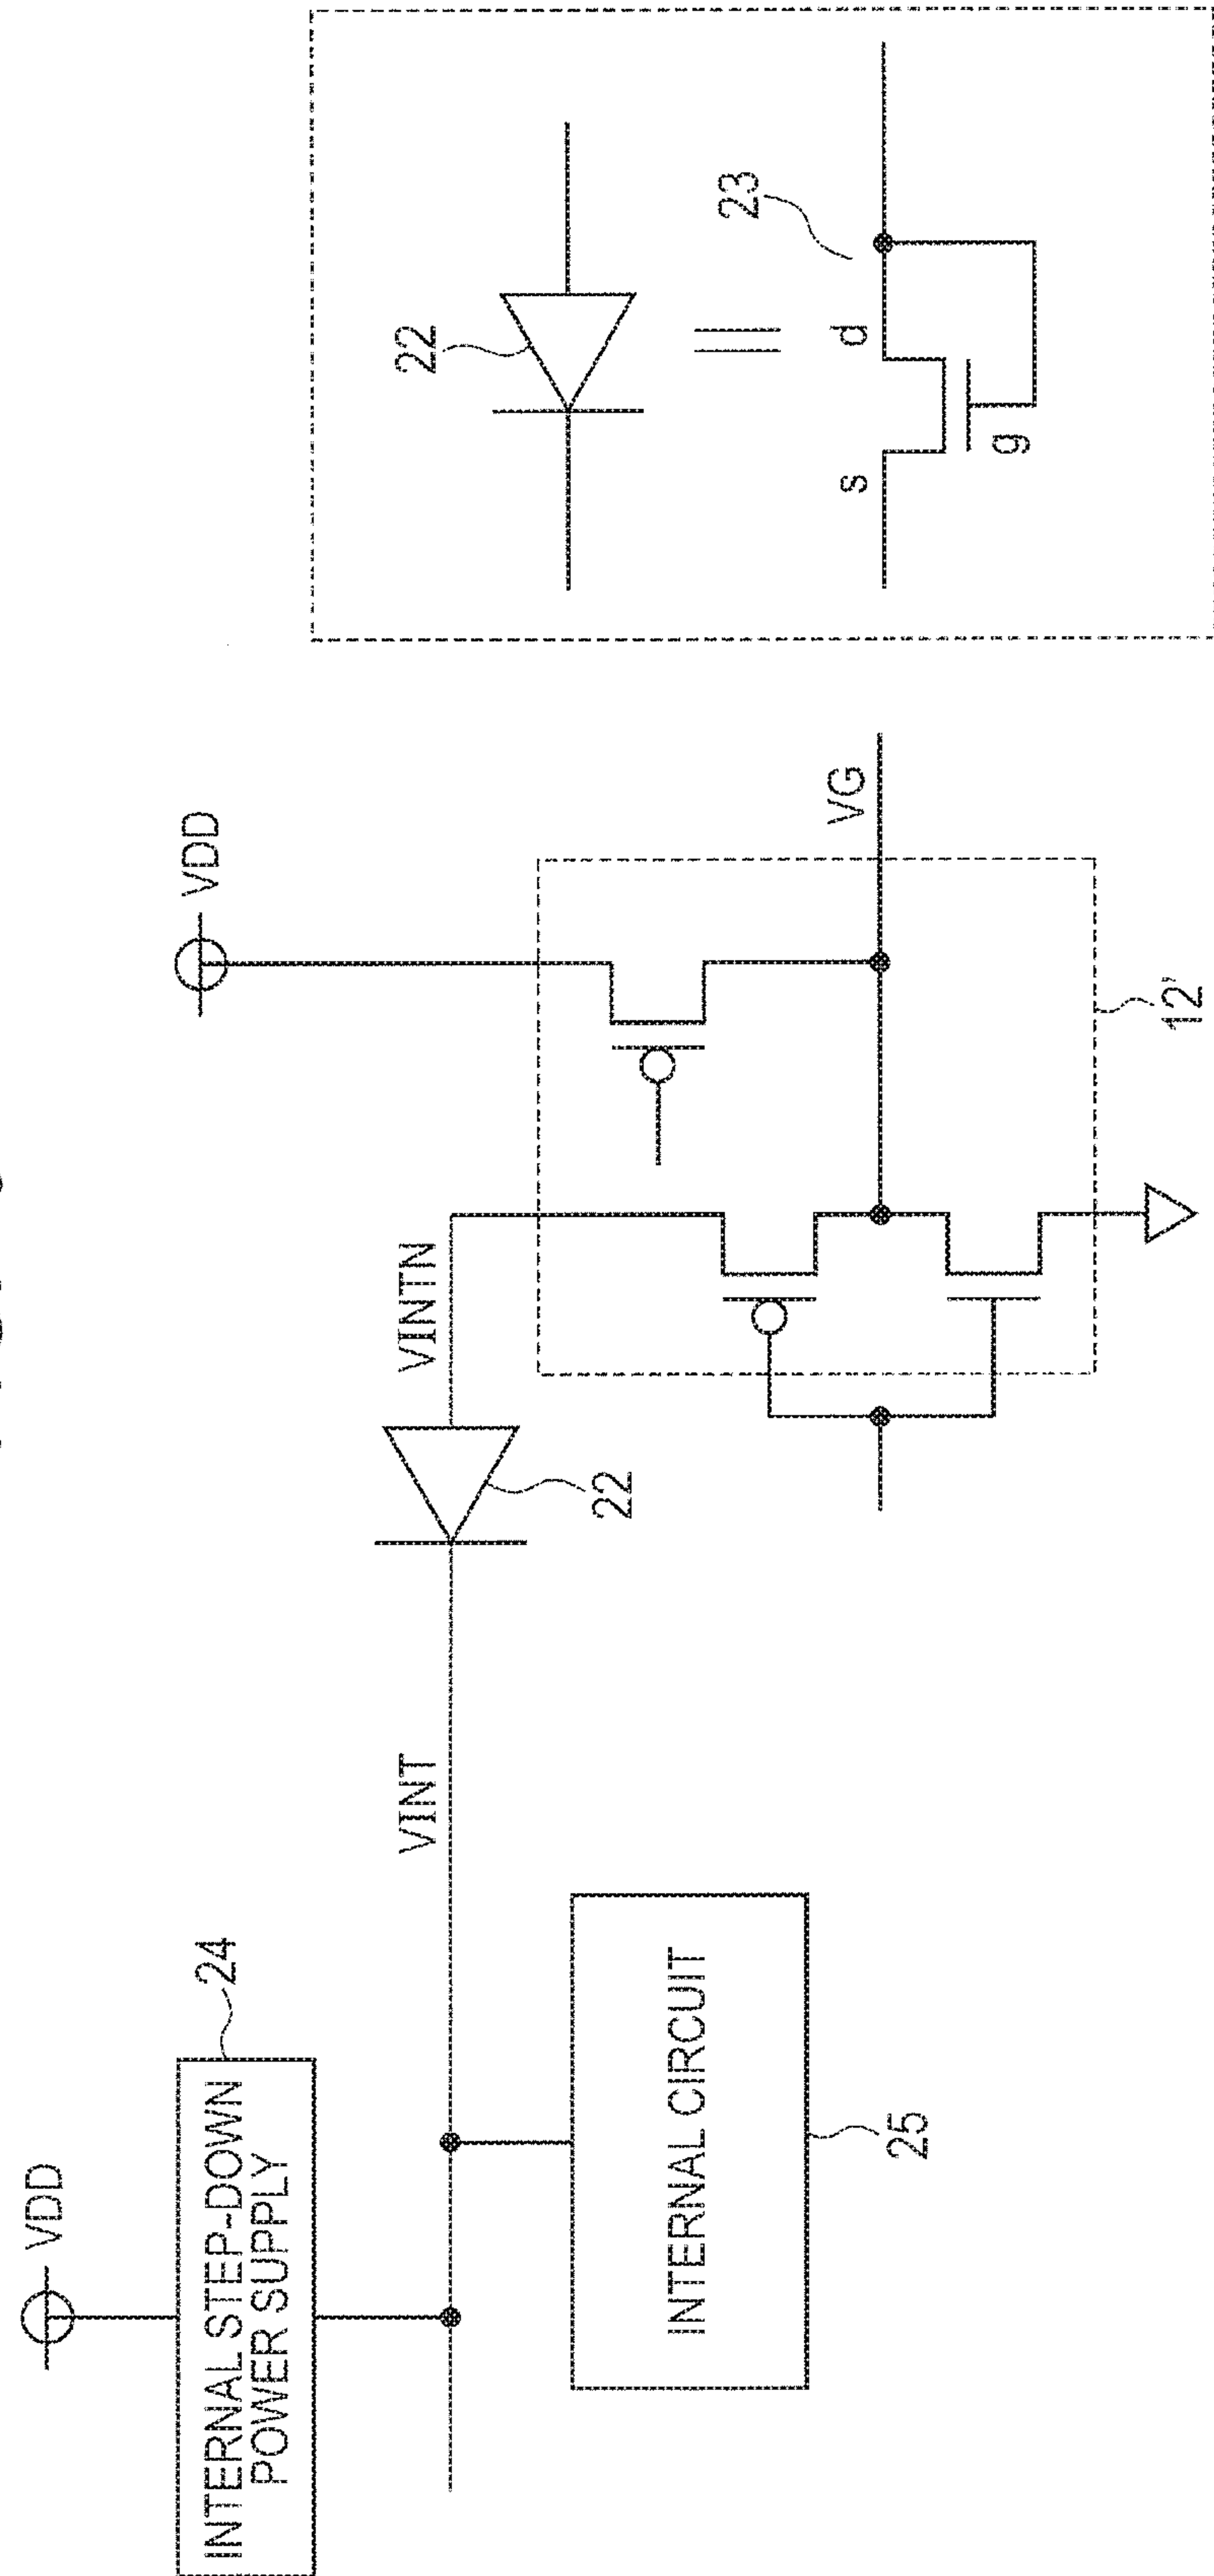 VDD
INTERNAL STEP-DOWN
POWER SUPPLY
24
VINT
INTERNAL CIRCUIT
25
22
VINTN
VDD
VG
12'
22
23
s
d
g